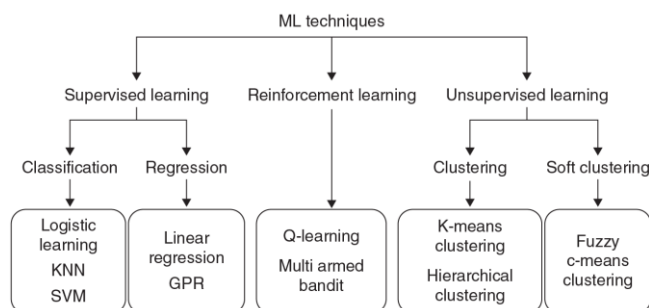 ML techniques
Supervised learning
Reinforcement learning
Unsupervised learning
Classification
Regression
Clustering
Soft clustering
Logistic
learning
KNN
SVM
Linear
regression
GPR
Q-learning
Multi armed
bandit
K-means
clustering
Hierarchical
clustering
Fuzzy
c-means
clustering